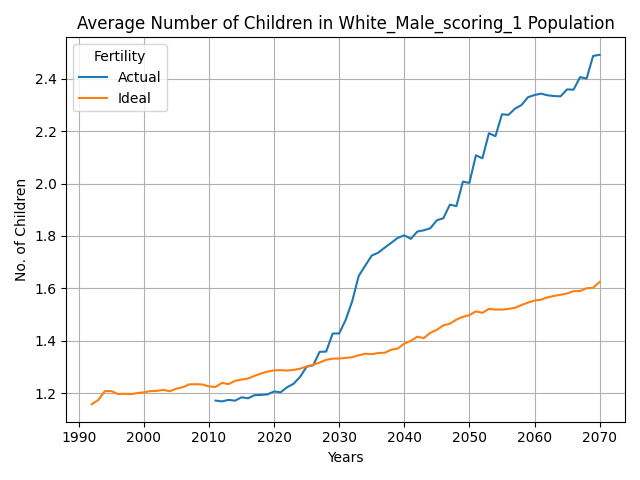 Average Number of Children in White_Male_scoring_1 Population
Fertility
Actual
Ideal
No. of Children
2.4
2.2
2.0
1.8
1.6
1.4
1.2
1990 2000 2010 2020 2030 2040 2050 2060 2070
Years